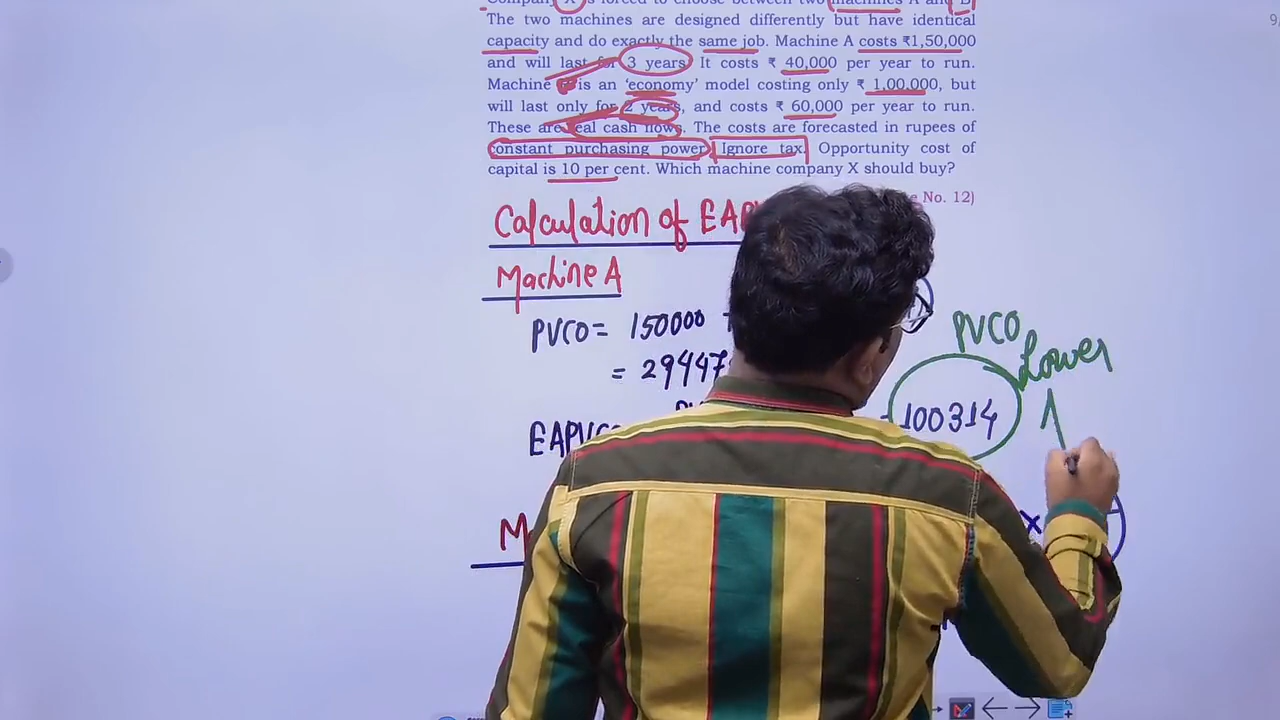 Company X is forced to choose between two machines A and B.
The two machines are designed differently but have identical
capacity and do exactly the same job. Machine A costs ₹1,50,000
and will last for 3 years. It costs ₹ 40,000 per year to run.
Machine is an ‘economy’ model costing only ₹ 1,00,000, but
will last only for 2 years, and costs ₹ 60,000 per year to run.
These are real cash flows. The costs are forecasted in rupees of
constant purchasing power. Ignore tax. Opportunity cost of
capital is 10 per cent. Which machine company X should buy?
No. 12)
Calculation of
Machine A
PVCO = 150000
PVCO
Lower
= 29447
100314
M
X
9